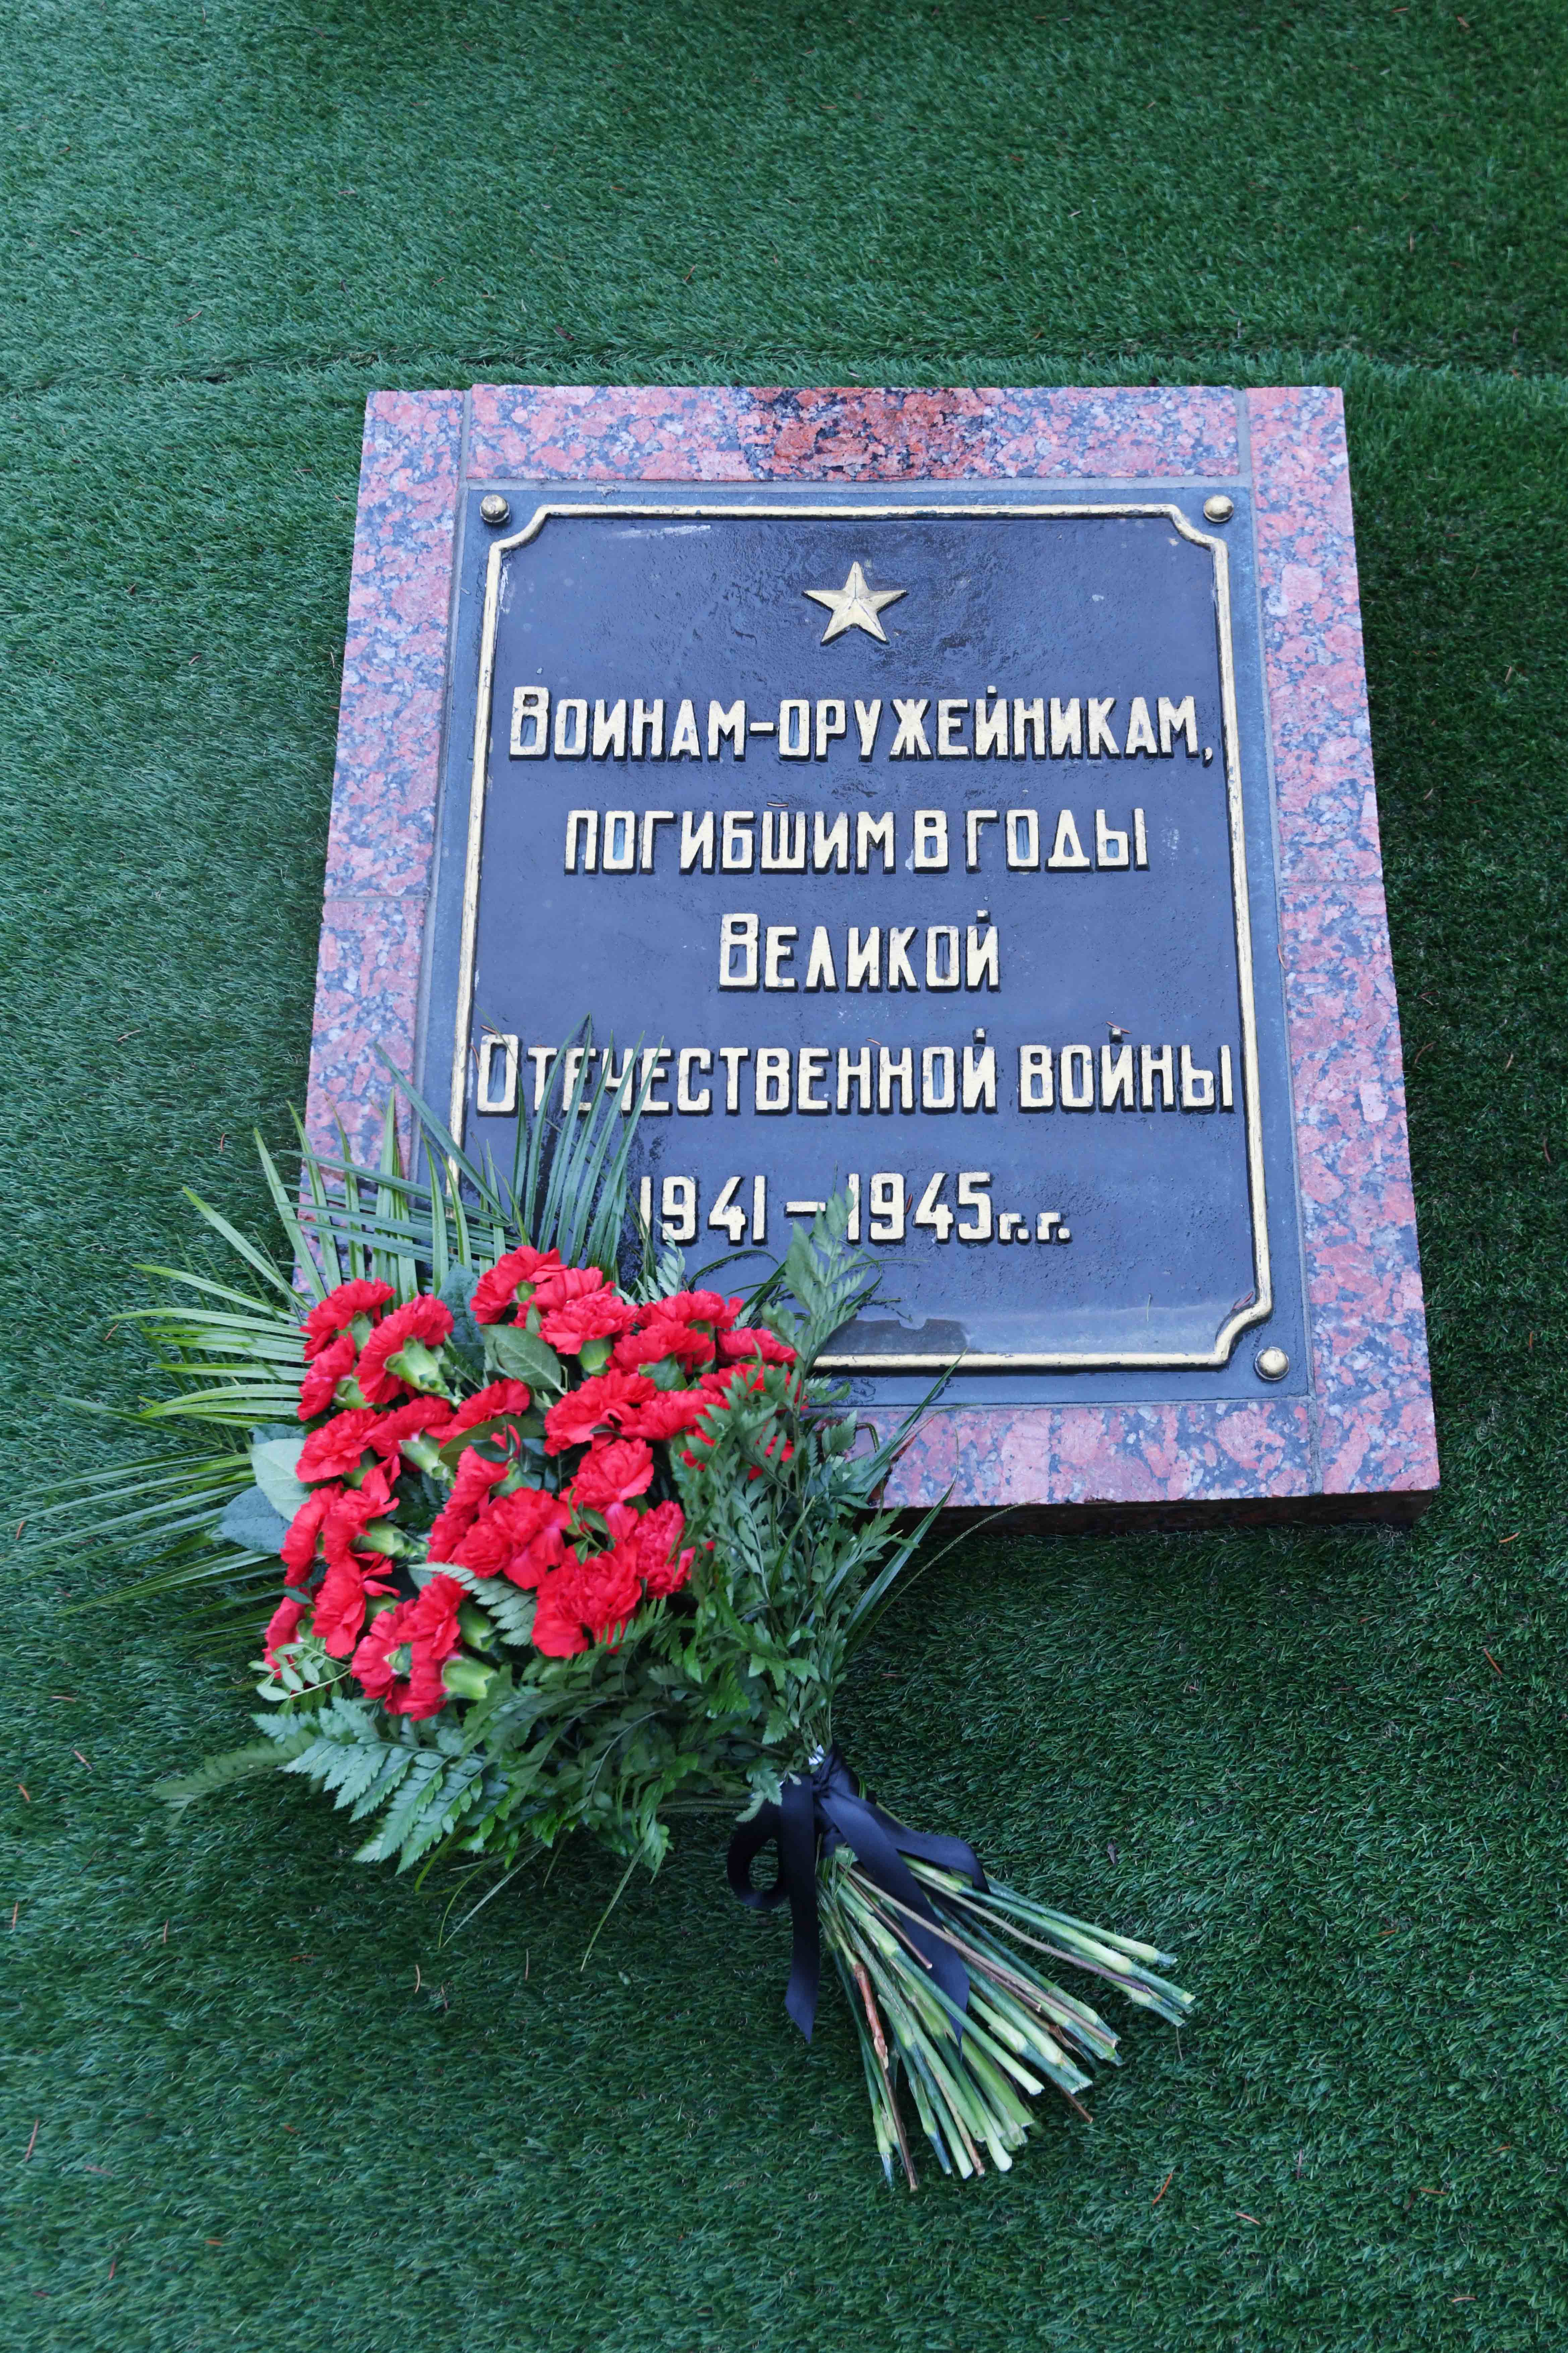 Воинам-оружейникам,
погибшим в годы
Великой
Отечественной войны
1941-1945г.г.